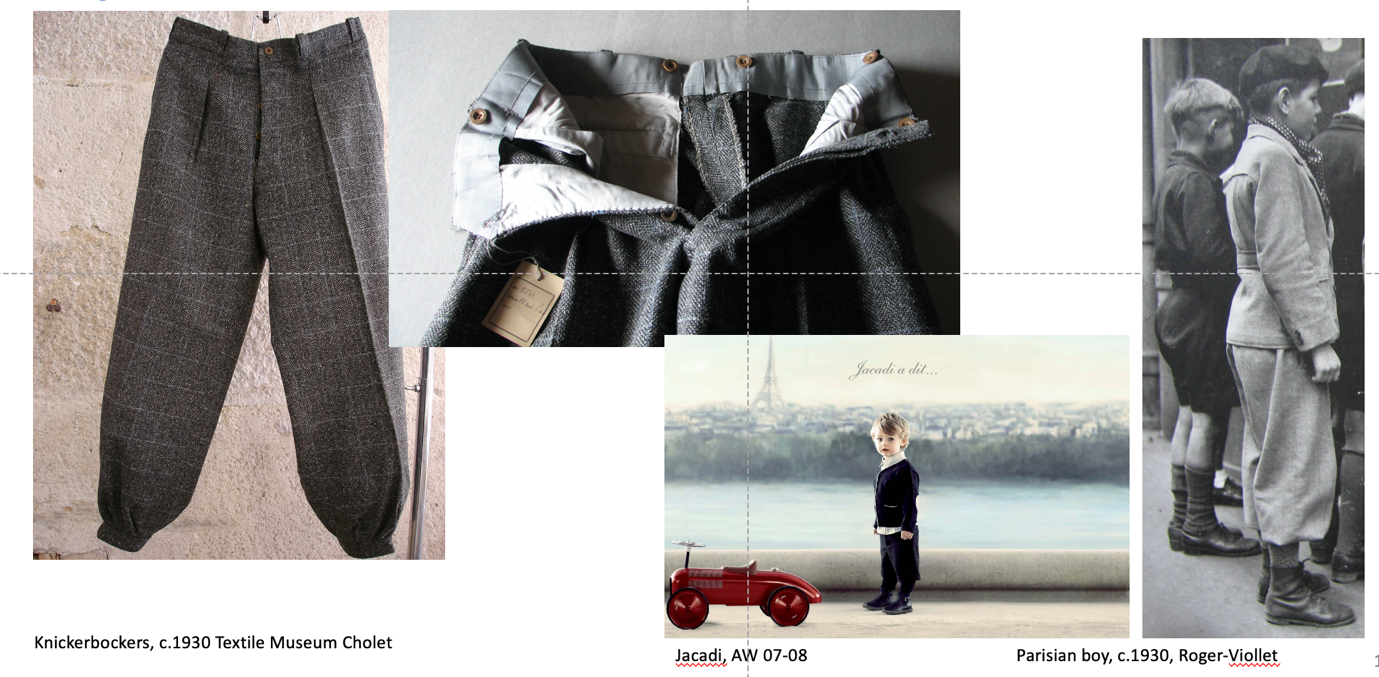 Jacadi a dit...
Knickerbockers, c.1930 Textile Museum Cholet
Jacadi, AW 07-08
Parisian boy, c.1930, Roger-Viollet